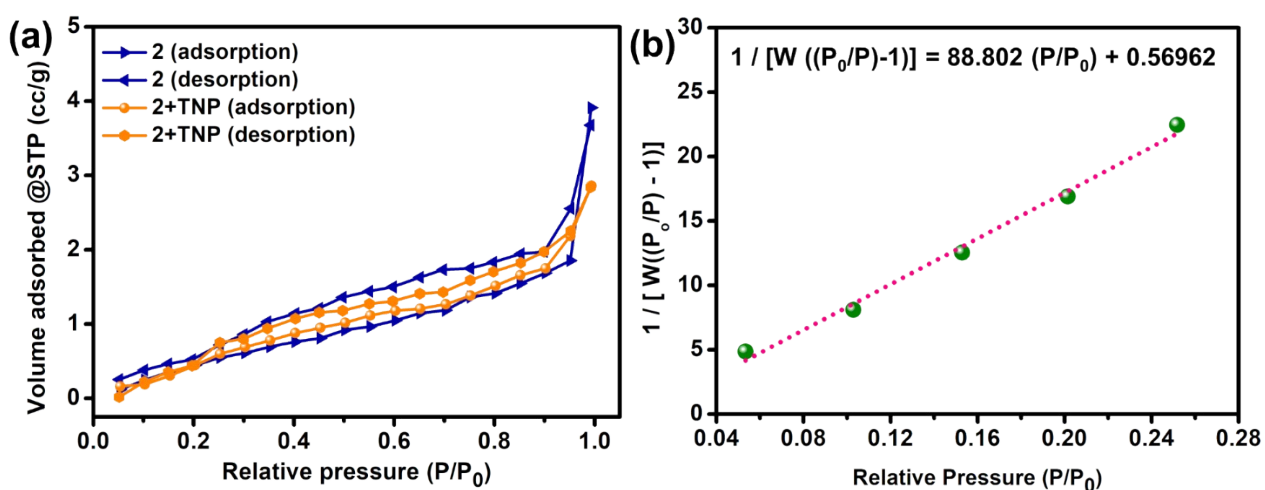 (a)
5
4
3
2
1
0
Volume adsorbed @STP (cc/g)
2 (adsorption)
2 (desorption)
2+TNP (adsorption)
2+TNP (desorption)
0.0 0.2 0.4 0.6 0.8 1.0
Relative pressure (P/P0)
(b)
30
25
20
15
10
5
0
1 / [ W((Po/P) - 1)]
1 / [W ((P0/P)-1)] = 88.802 (P/P0) + 0.56962
0.04 0.08 0.12 0.16 0.20 0.24 0.28
Relative Pressure (P/P0)